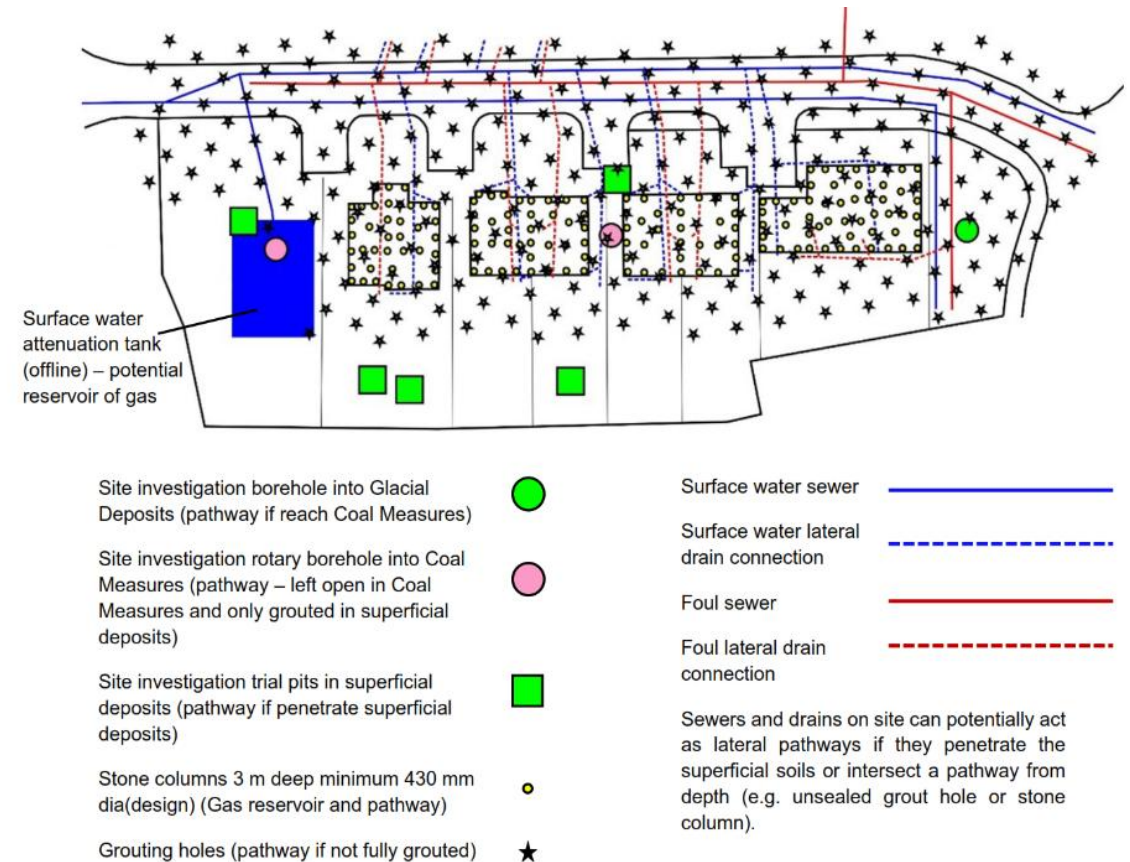 Surface water
attenuation tank
(offline) – potential
reservoir of gas
Site investigation borehole into Glacial
Deposits (pathway if reach Coal Measures)
Site investigation rotary borehole into Coal
Measures (pathway – left open in Coal
Measures and only grouted in superficial
deposits)
Site investigation trial pits in superficial
deposits (pathway if penetrate superficial
deposits)
Stone columns 3 m deep minimum 430 mm
dia(design) (Gas reservoir and pathway)
Grouting holes (pathway if not fully grouted)
Surface water sewer
Surface water lateral
drain connection
Foul sewer
Foul lateral drain
connection
Sewers and drains on site can potentially act
as lateral pathways if they penetrate the
superficial soils or intersect a pathway from
depth (e.g. unsealed grout hole or stone
column).